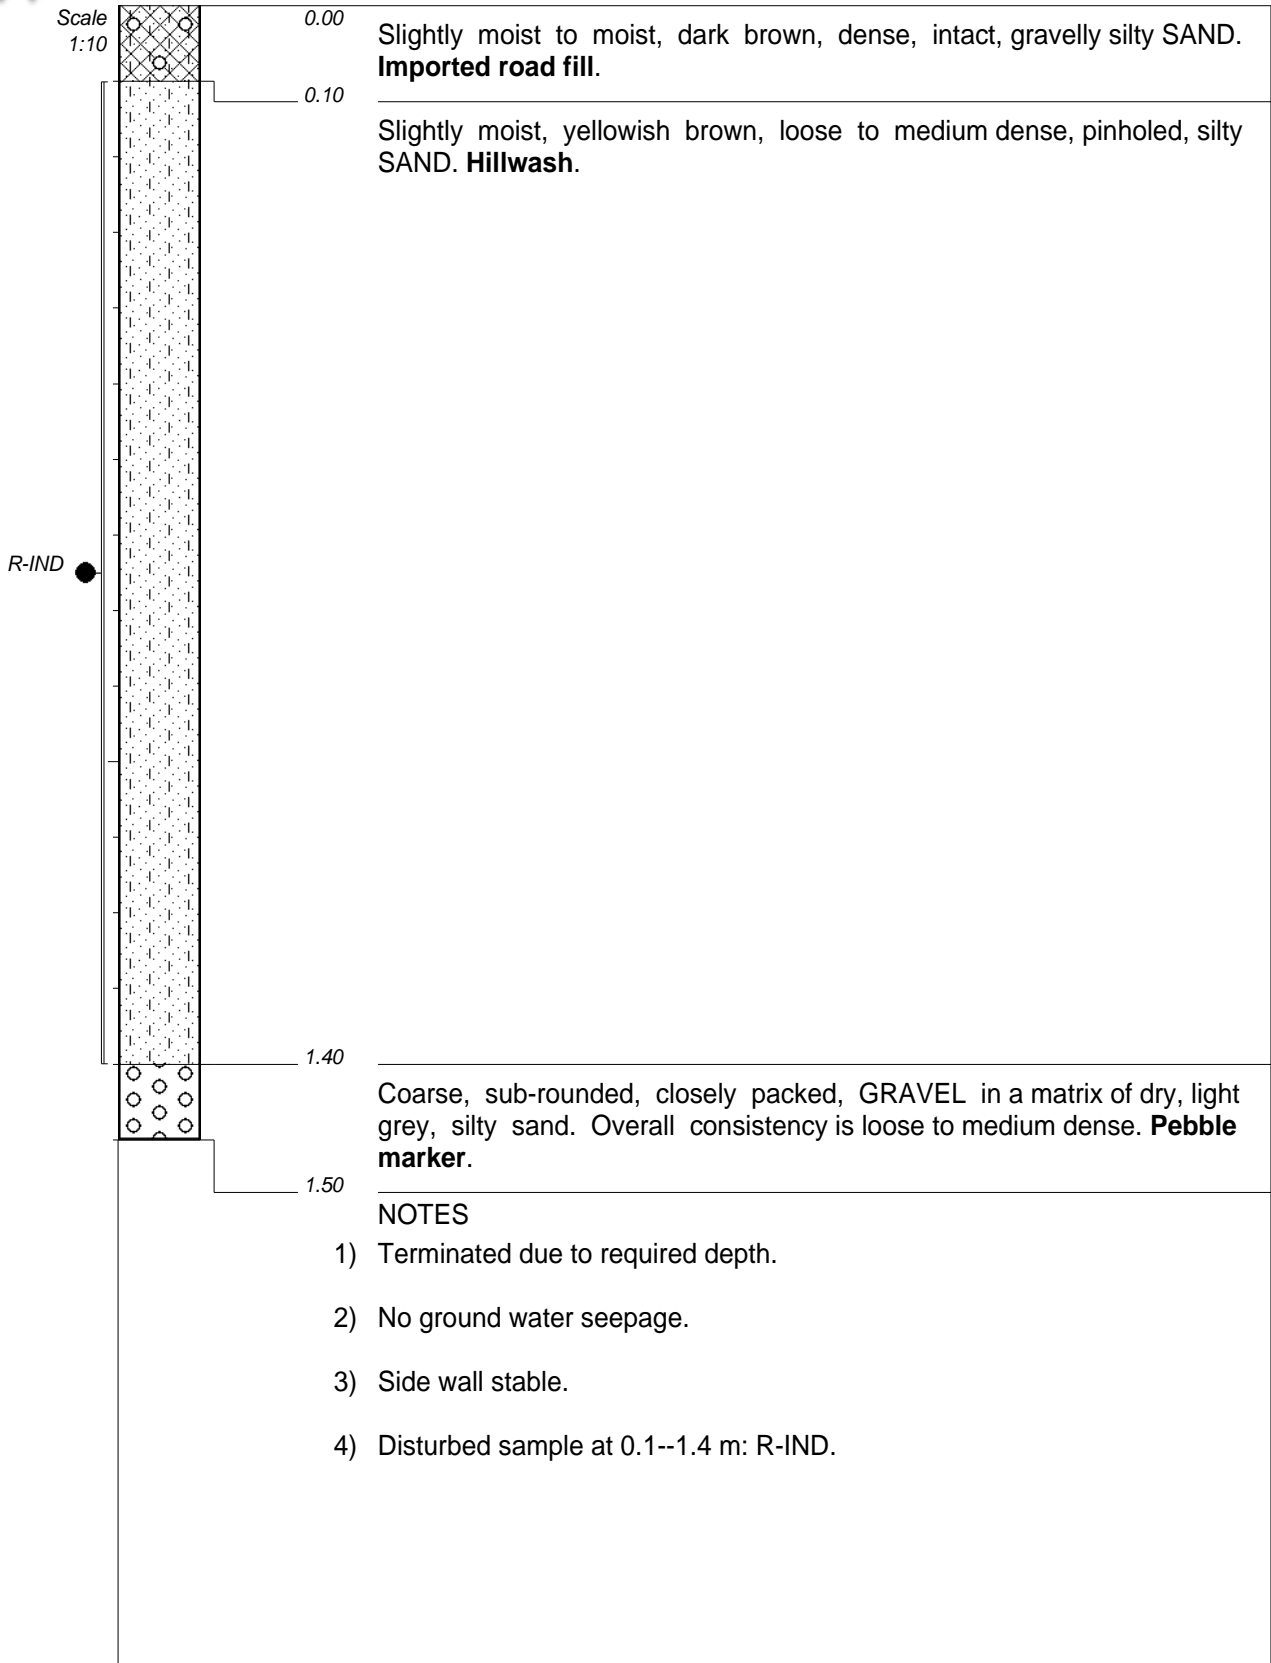 Scale
1:10
0.00
Slightly moist to moist, dark brown, dense, intact, gravelly silty SAND.
Imported road fill.
0.10
Slightly moist, yellowish brown, loose to medium dense, pinholed, silty
SAND. Hillwash.
R-IND
1.40
Coarse, sub-rounded, closely packed, GRAVEL in a matrix of dry, light
grey, silty sand. Overall consistency is loose to medium dense. Pebble
marker.
1.50
NOTES
1) Terminated due to required depth.
2) No ground water seepage.
3) Side wall stable.
4) Disturbed sample at 0.1--1.4 m: R-IND.